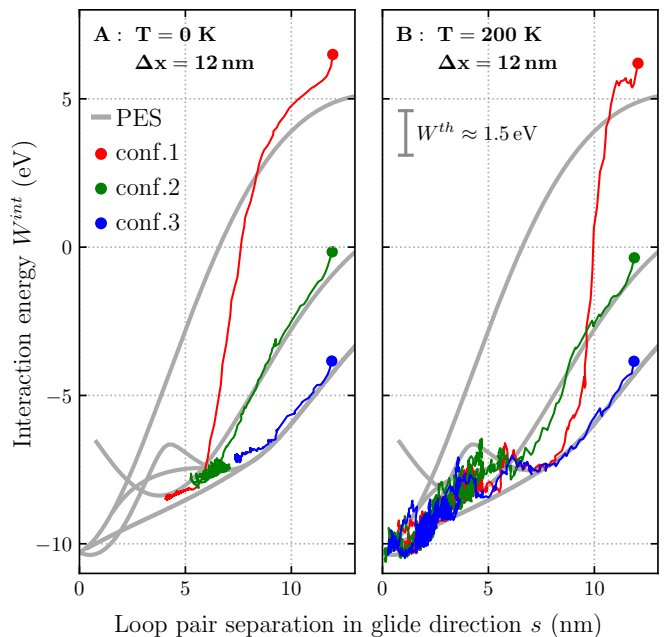 A : T = 0 K
Δx = 12 nm
B : T = 200 K
Δx = 12 nm
PES
conf.1
conf.2
conf.3
W^{th} ≈ 1.5 eV
Interaction energy W^{int} (eV)
5
0
−5
−10
0 5 10
0 5 10
Loop pair separation in glide direction s (nm)